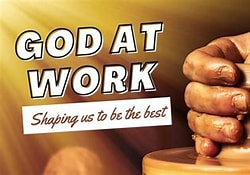 GOD AT
WORK
Shaping us to be the best